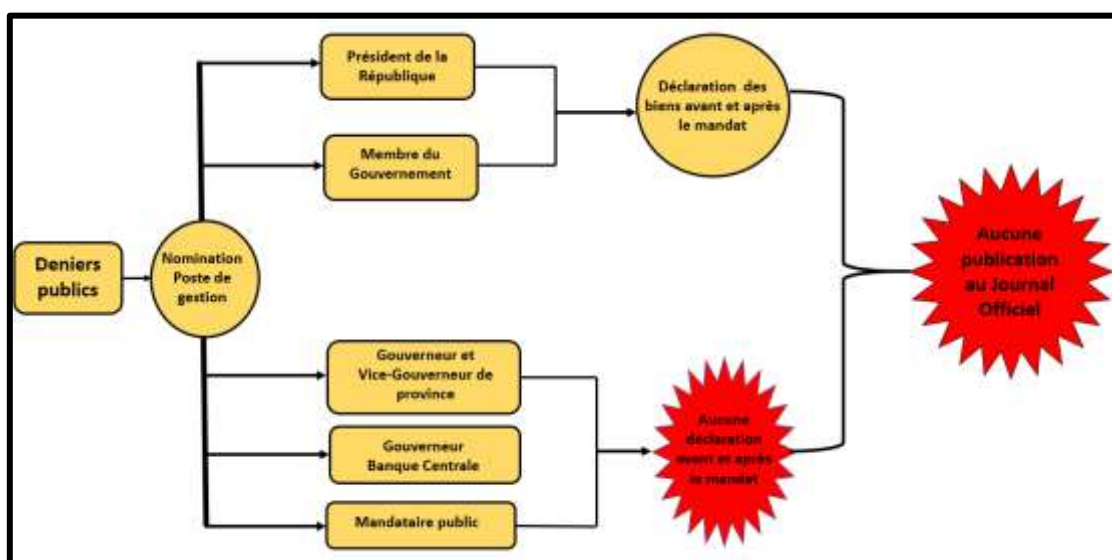 Président de la
République
Déclaration des
biens avant et après
le mandat
Membre du
Gouvernement
Deniers
publics
Nomination
Poste de
gestion
Aucune
publication
au Journal
Officiel
Gouverneur et
Vice-Gouverneur de
province
Gouverneur
Banque Centrale
Mandataire public
Aucune
déclaration
avant et après
le mandat